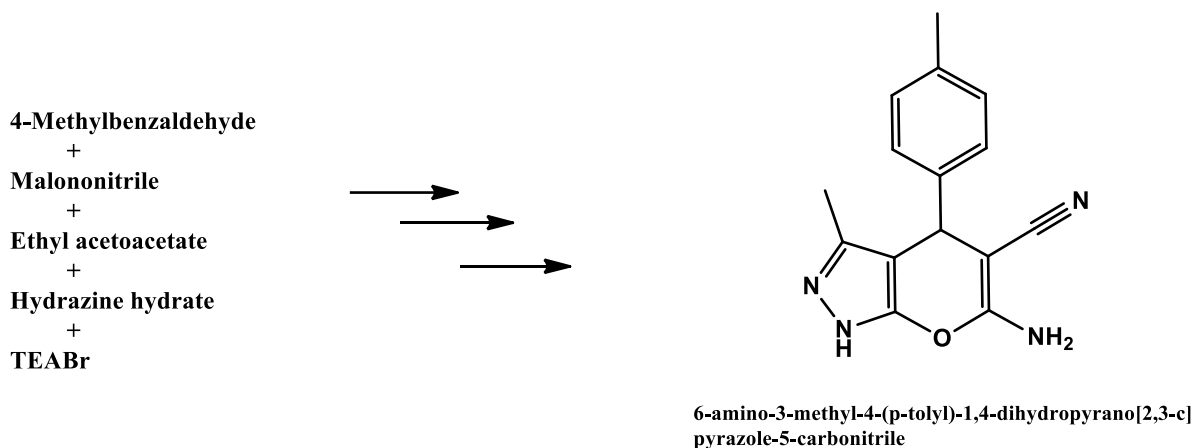 4-Methylbenzaldehyde
+
Malononitrile
+
Ethyl acetoacetate
+
Hydrazine hydrate
+
TEABr
N
N
N
H
O
NH2
6-amino-3-methyl-4-(p-tolyl)-1,4-dihydropyrano[2,3-c]
pyrazole-5-carbonitrile